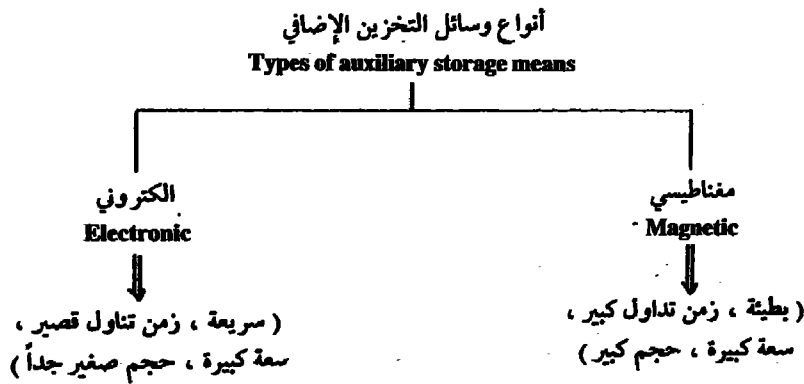 أنواع وسائل التخزين الإضافي
Types of auxiliary storage means
مغناطيسي
Magnetic
( بطيئة ، زمن تداول كبير ،
سعة كبيرة ، حجم كبير )
الكتروني
Electronic
( سريعة ، زمن تناول قصير ،
سعة كبيرة ، حجم صغير جداً )